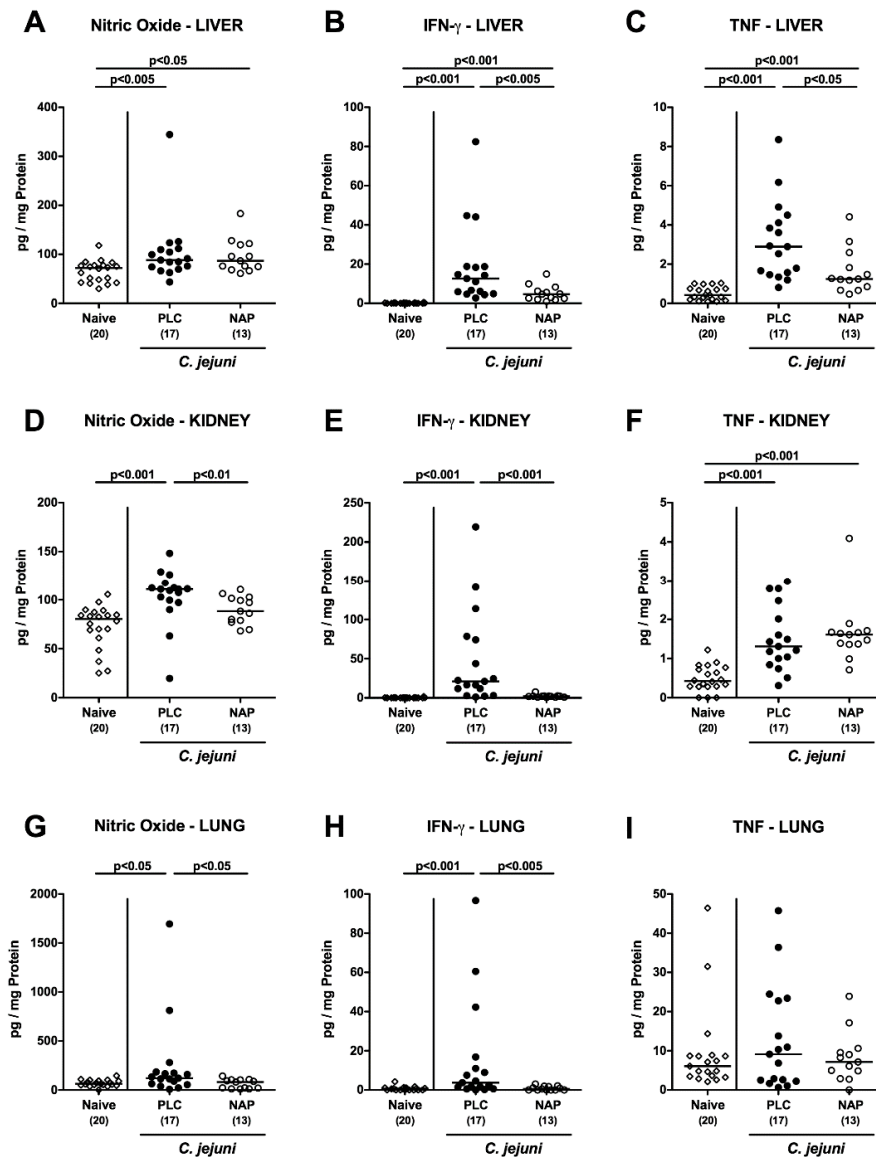 A Nitric Oxide - LIVER
p<0.05
p<0.005
pg / mg Protein
400
300
200
100
0
Naive PLC NAP
(20) (17) (13)
C. jejuni
B IFN-γ - LIVER
p<0.001
p<0.001 p<0.005
pg / mg Protein
100
80
60
40
20
0
Naive PLC NAP
(20) (17) (13)
C. jejuni
C TNF - LIVER
p<0.001
p<0.001 p<0.05
pg / mg Protein
10
8
6
4
2
0
Naive PLC NAP
(20) (17) (13)
C. jejuni
D Nitric Oxide - KIDNEY
p<0.001 p<0.01
pg / mg Protein
200
150
100
50
0
Naive PLC NAP
(20) (17) (13)
C. jejuni
E IFN-γ - KIDNEY
p<0.001 p<0.001
pg / mg Protein
250
200
150
100
50
0
Naive PLC NAP
(20) (17) (13)
C. jejuni
F TNF - KIDNEY
p<0.001
p<0.001
pg / mg Protein
5
4
3
2
1
0
Naive PLC NAP
(20) (17) (13)
C. jejuni
G Nitric Oxide - LUNG
p<0.05 p<0.05
pg / mg Protein
2000
1500
1000
500
0
Naive PLC NAP
(20) (17) (13)
C. jejuni
H IFN-γ - LUNG
p<0.001 p<0.005
pg / mg Protein
100
80
60
40
20
0
Naive PLC NAP
(20) (17) (13)
C. jejuni
I TNF - LUNG
pg / mg Protein
50
40
30
20
10
0
Naive PLC NAP
(20) (17) (13)
C. jejuni